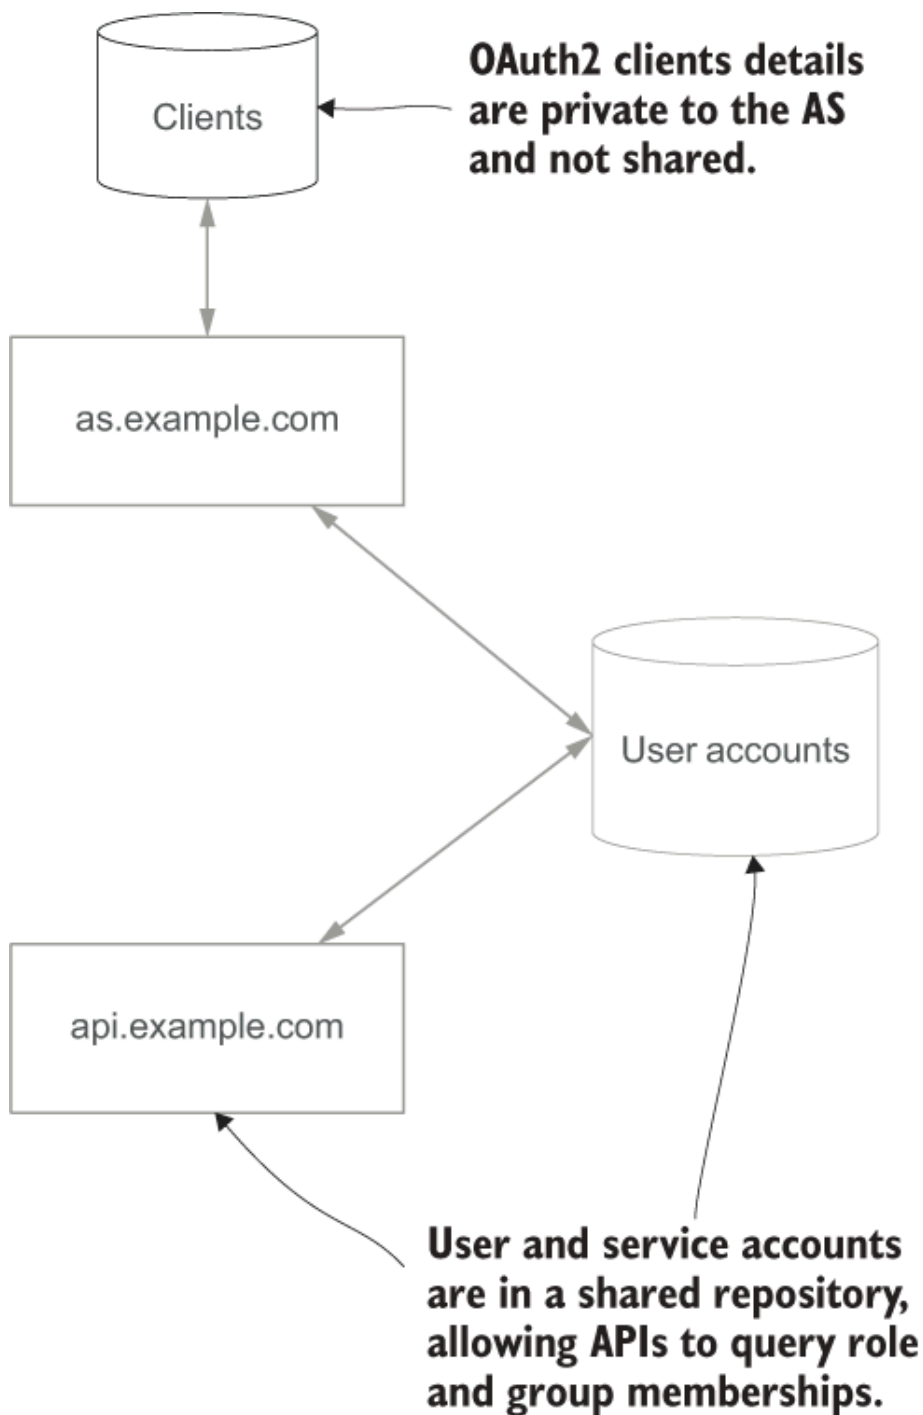 Clients
OAuth2 clients details
are private to the AS
and not shared.
as.example.com
User accounts
api.example.com
User and service accounts
are in a shared repository,
allowing APIs to query role
and group memberships.